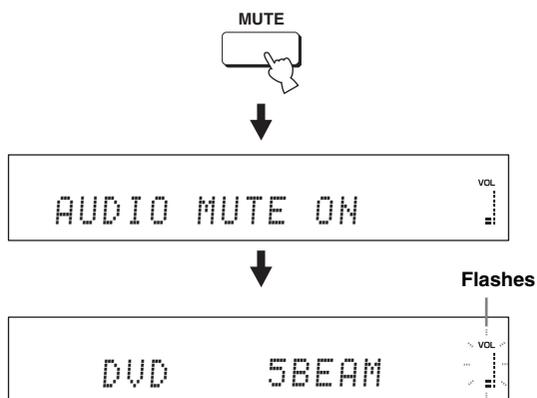 MUTE
VOL
AUDIO MUTE ON
Flashes
VOL
DVD 5BEAM